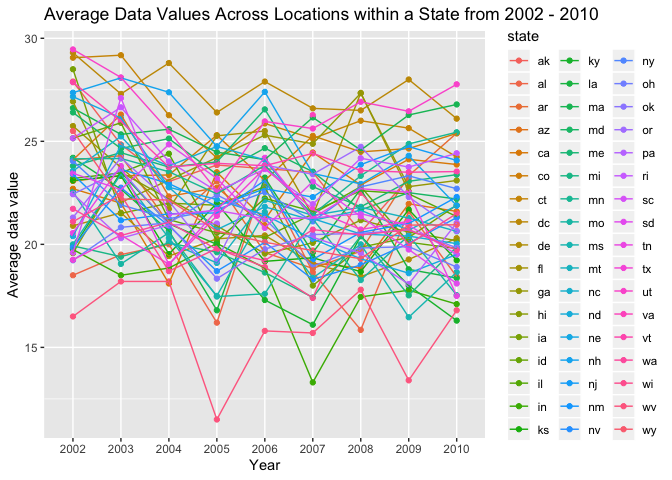 Average Data Values Across Locations within a State from 2002 - 2010
Average data value
30
25
20
15
2002 2003 2004 2005 2006 2007 2008 2009 2010
Year
state
ak ky ny
al la oh
ar ma ok
az md or
ca me pa
co mi ri
ct mn sc
dc mo sd
de ms tn
fl mt tx
ga nc ut
hi nd va
ia ne vt
id nh wa
il nj wi
in nm wv
ks nv wy